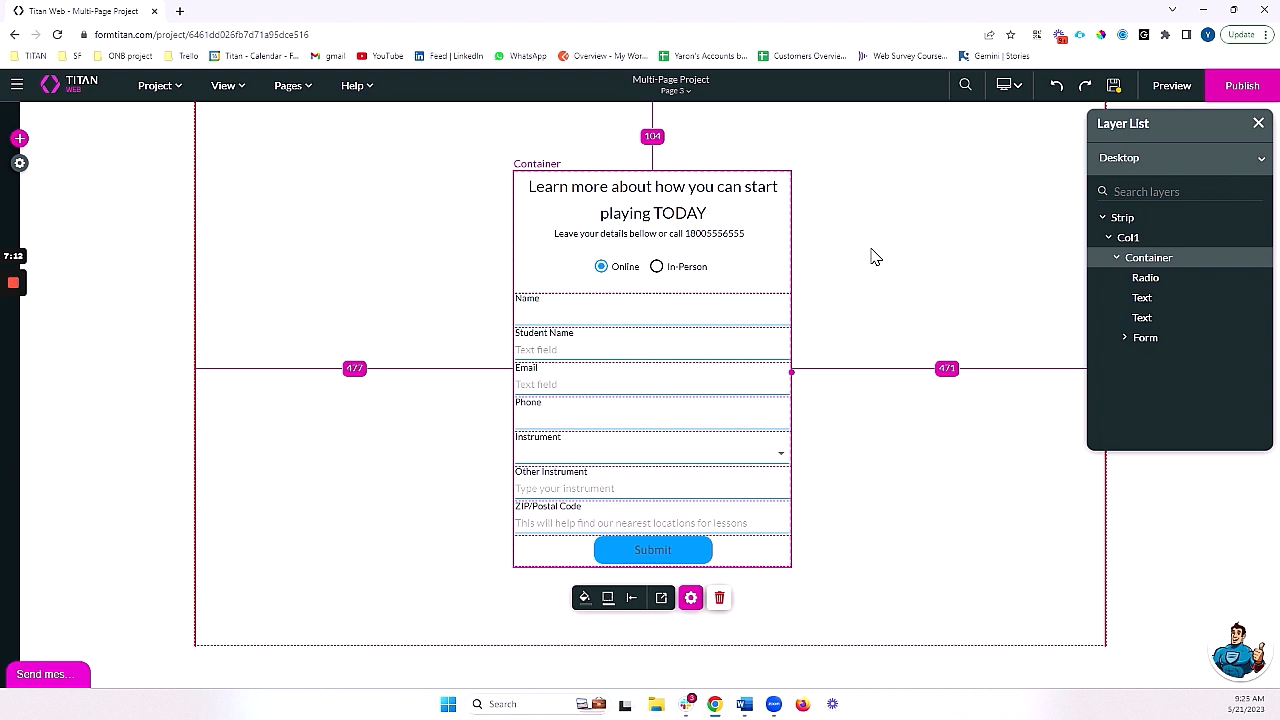 Titan Web - Multi-Page Project
formtitan.com/project/6461dd026fb7d71a95dce516
Update
TITAN
SF
ONB project
Trello
Titan - Calendar - F...
gmail
YouTube
Feed | LinkedIn
WhatsApp
Overview - My Wor...
Yaron's Accounts b...
Customers Overvie...
Web Survey Course...
Gemini | Stories
TITAN
WEB
Project
View
Pages
Help
Multi-Page Project
Page 3
Preview
Publish
104
Container
Learn more about how you can start
playing TODAY
Leave your details bellow or call 18005556555
Online
In-Person
Name
Student Name
Text field
Email
Text field
Phone
Instrument
Other Instrument
Type your instrument
ZIP/Postal Code
This will help find our nearest locations for lessons
Submit
477
471
7:12
Layer List
Desktop
Search layers
Strip
Col1
Container
Radio
Text
Text
Form
Send mes...
Search
3
9:25 AM
5/21/2023